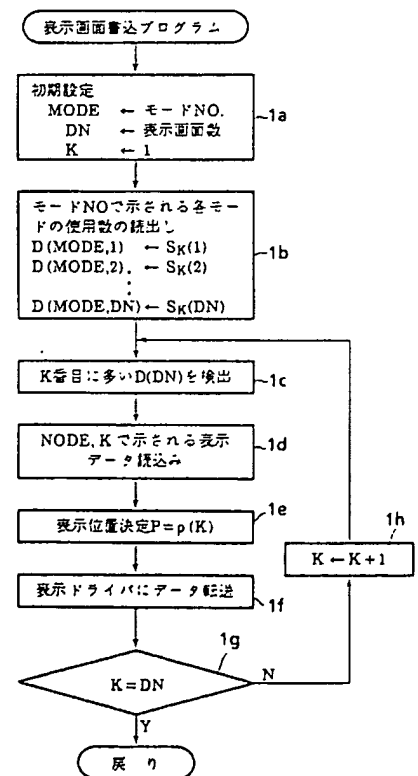 表示画面書込プログラム
初期設定
MODE ← モードNO.
DN ← 表示画面数
K ← 1
1a
モードNOで示される各モー
ドの使用数の読出し
D(MODE,1) ← SK(1)
D(MODE,2). ← SK(2)
⋮
D(MODE,DN) ← SK(DN)
1b
K番目に多いD(DN)を検出
1c
NODE, Kで示される表示
データ読込み
1d
表示位置決定P=p(K)
1e
1h
K ← K+1
表示ドライバにデータ転送
1f
1g
K=DN
N
Y
戻り